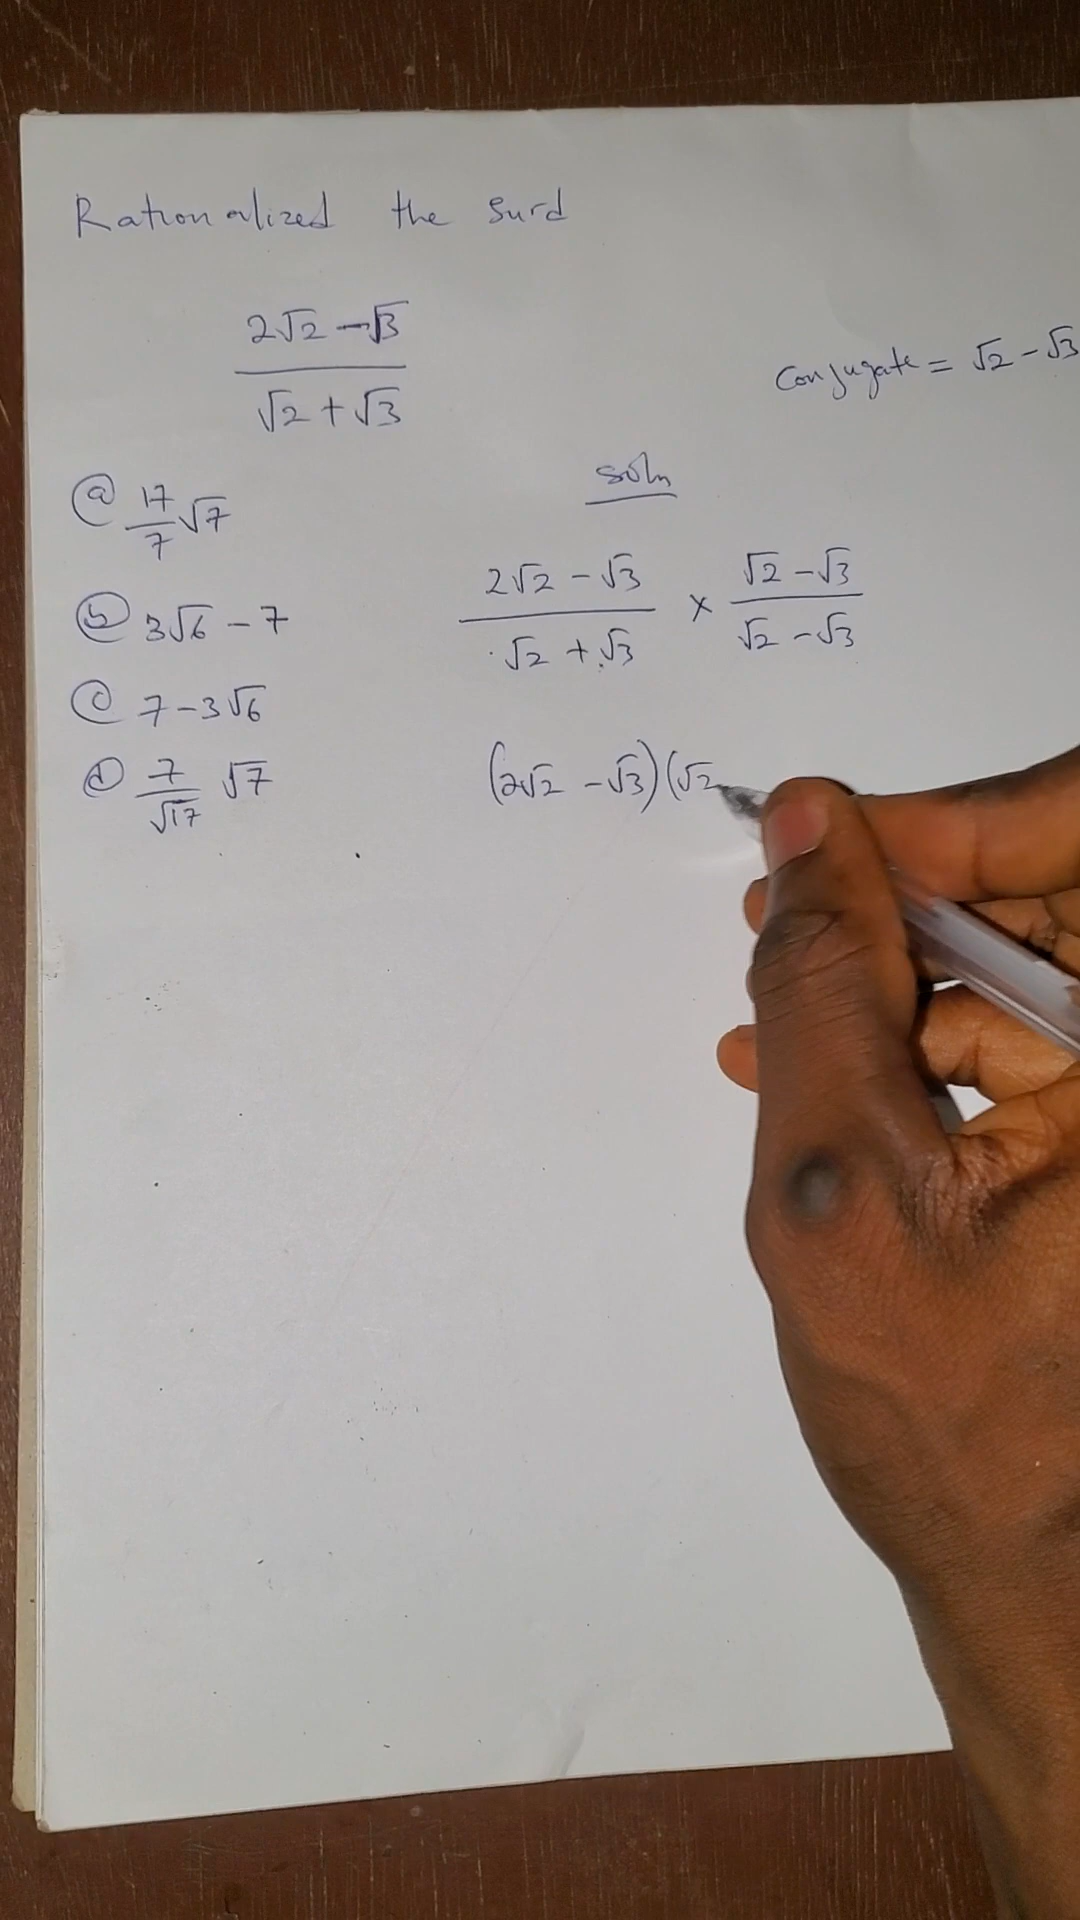 Rationalized the surd
2√2 - √3
√2 + √3
Conjugate = √2 - √3
soln
(a) 17/7 √7
2√2 - √3 / √2 + √3 × √2 - √3 / √2 - √3
(b) 3√6 - 7
(c) 7 - 3√6
(d) 7/√17 √7
(2√2 - √3)(√2